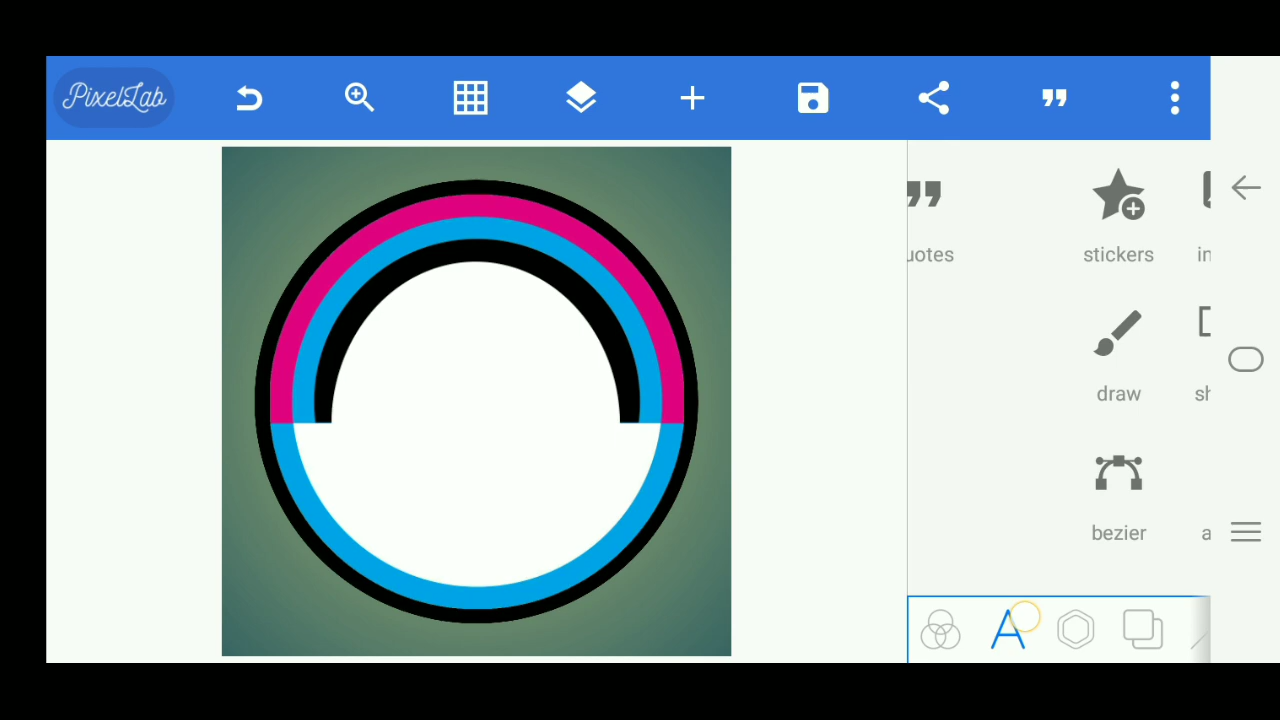 PixelLab
uotes
stickers
in
draw
sh
bezier
a